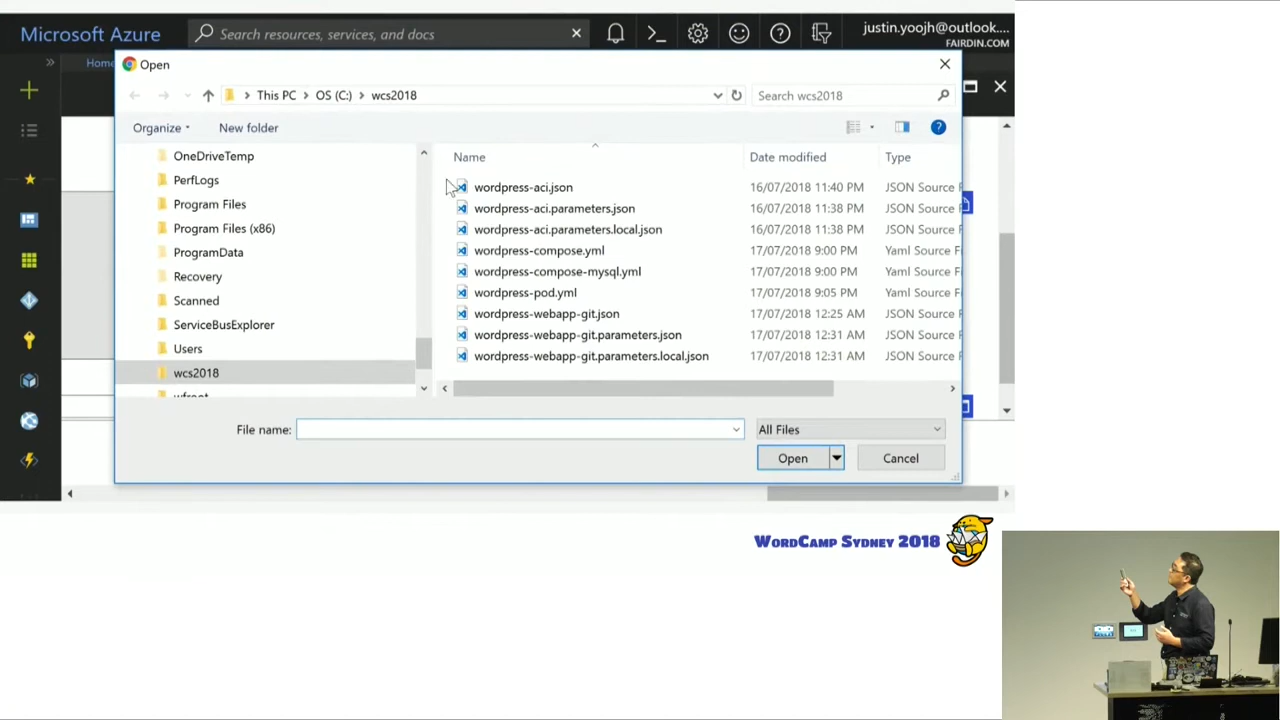 Microsoft Azure
Search resources, services, and docs
justin.yoojh@outlook....
FAIRDIN.COM
Home
Open
This PC
OS (C:)
wcs2018
Search wcs2018
Organize
New folder
OneDriveTemp
PerfLogs
Program Files
Program Files (x86)
ProgramData
Recovery
Scanned
ServiceBusExplorer
Users
wcs2018
wfroot
Name Date modified Type
wordpress-aci.json 16/07/2018 11:40 PM JSON Source F
wordpress-aci.parameters.json 16/07/2018 11:38 PM JSON Source F
wordpress-aci.parameters.local.json 16/07/2018 11:38 PM JSON Source F
wordpress-compose.yml 17/07/2018 9:00 PM Yaml Source F
wordpress-compose-mysql.yml 17/07/2018 9:00 PM Yaml Source F
wordpress-pod.yml 17/07/2018 9:05 PM Yaml Source F
wordpress-webapp-git.json 17/07/2018 12:25 AM JSON Source F
wordpress-webapp-git.parameters.json 17/07/2018 12:31 AM JSON Source F
wordpress-webapp-git.parameters.local.json 17/07/2018 12:31 AM JSON Source F
File name:
All Files
Open
Cancel
WordCamp Sydney 2018